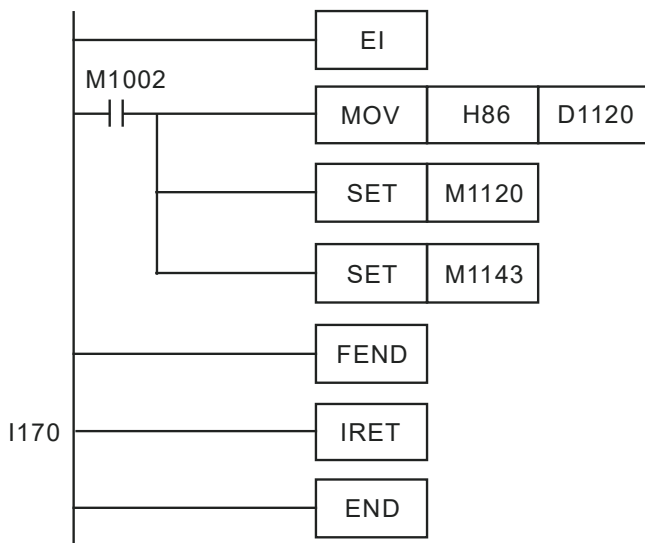 EI
M1002
MOV H86 D1120
SET M1120
SET M1143
FEND
I170 IRET
END